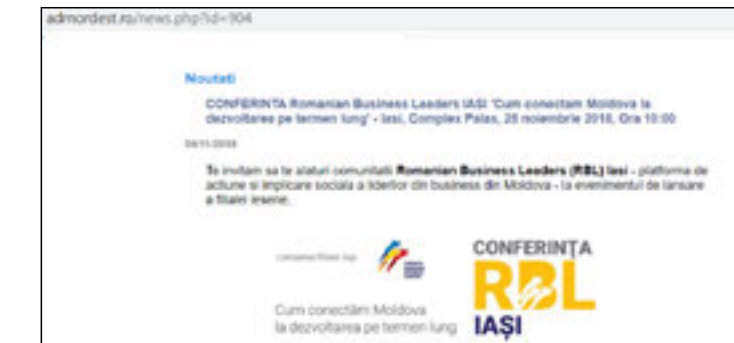 admordest.ro/news.php?id=904
Noutati
CONFERINTA Romanian Business Leaders IASI 'Cum conectam Moldova la
dezvoltarea pe termen lung' - Iasi, Complex Palas, 28 noiembrie 2018, Ora 10:00
Te invitam sa te alaturi comunitatii Romanian Business Leaders (RBL) Iasi - platforma de
actiune si implicare sociala a liderilor din business din Moldova - la evenimentul de lansare
a filialei iesene.
CONFERINȚA
RBL
IAȘI
Cum conectăm Moldova
la dezvoltarea pe termen lung